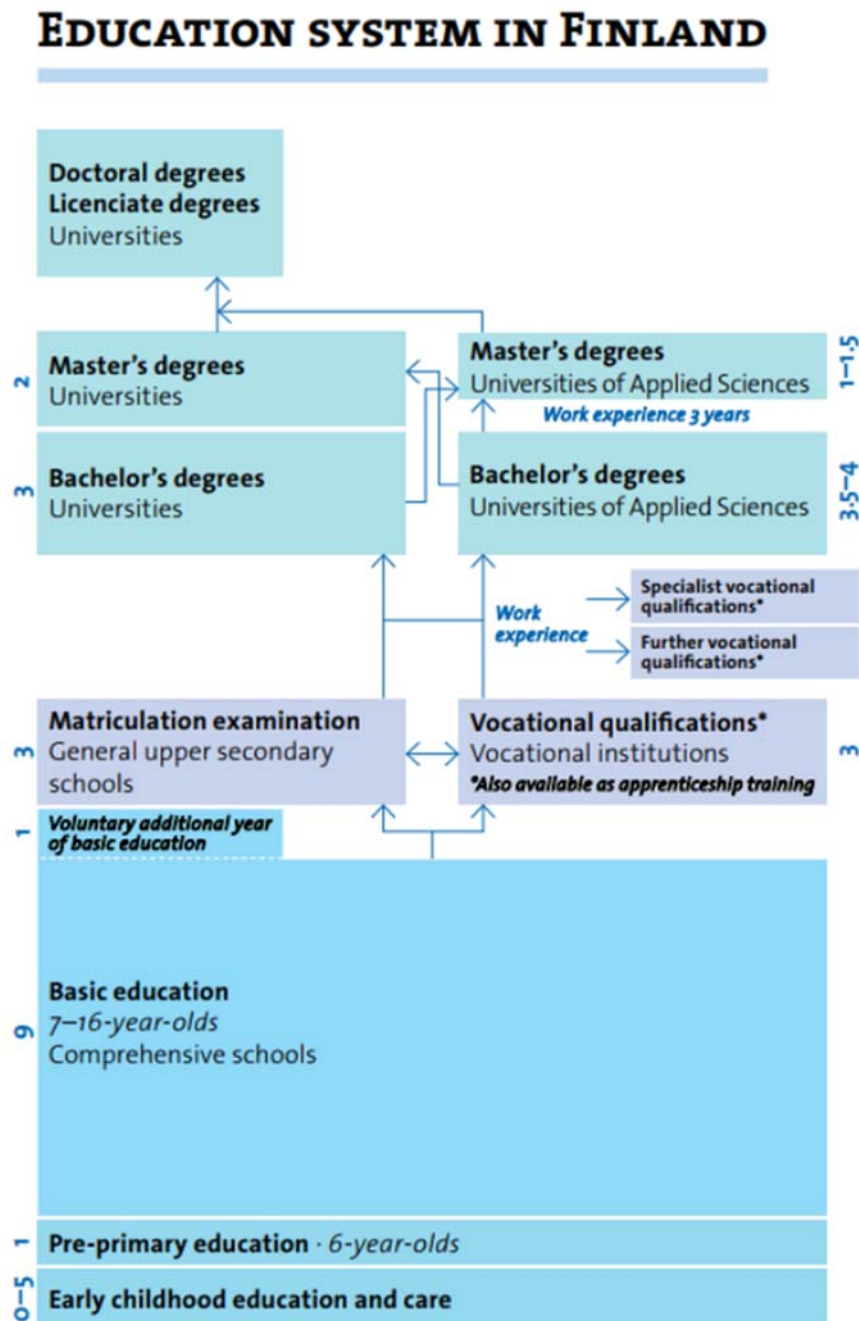 EDUCATION SYSTEM IN FINLAND
Doctoral degrees
Licenciate degrees
Universities
2
Master's degrees
Universities
Master's degrees
Universities of Applied Sciences
1–1.5
Work experience 3 years
3
Bachelor's degrees
Universities
Bachelor's degrees
Universities of Applied Sciences
3.5–4
Work
experience
Specialist vocational
qualifications*
Further vocational
qualifications*
3
Matriculation examination
General upper secondary
schools
Vocational qualifications*
Vocational institutions
*Also available as apprenticeship training
3
1
Voluntary additional year
of basic education
9
Basic education
7–16-year-olds
Comprehensive schools
1
Pre-primary education · 6-year-olds
0–5
Early childhood education and care